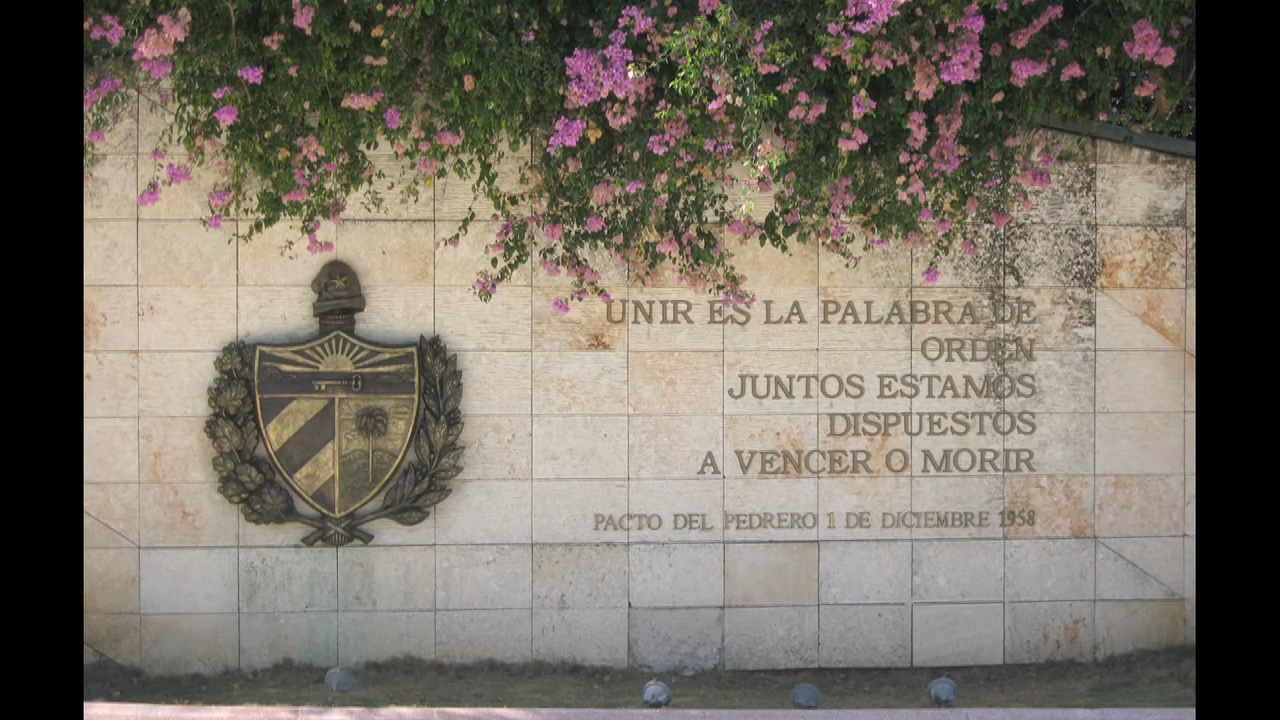 UNIR ES LA PALABRA DE
ORDEN
JUNTOS ESTAMOS
DISPUESTOS
A VENCER O MORIR
PACTO DEL PEDRERO 1 DE DICIEMBRE 1958